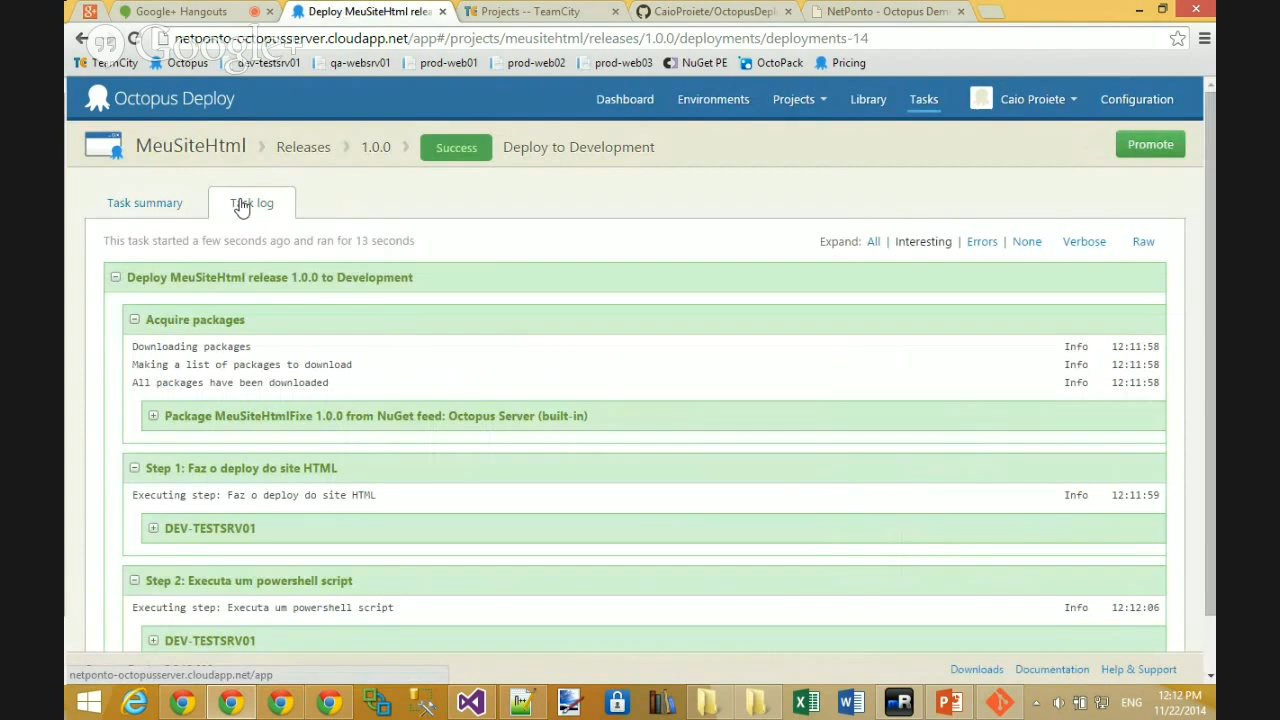 Google+ Hangouts
Deploy MeuSiteHtml relea
Projects -- TeamCity
CaioProiete/OctopusDepl
NetPonto - Octopus Dem
netponto-octopusserver.cloudapp.net/app#/projects/meusitehtml/releases/1.0.0/deployments/deployments-14
Google+
TeamCity
Octopus
dev-testsrv01
qa-websrv01
prod-web01
prod-web02
prod-web03
NuGet PE
OctoPack
Pricing
Octopus Deploy
Dashboard
Environments
Projects
Library
Tasks
Caio Proiete
Configuration
MeuSiteHtml
Releases
1.0.0
Success
Deploy to Development
Promote
Task summary
Task log
This task started a few seconds ago and ran for 13 seconds
Expand: All | Interesting | Errors | None Verbose Raw
Deploy MeuSiteHtml release 1.0.0 to Development
Acquire packages
Downloading packages Info 12:11:58
Making a list of packages to download Info 12:11:58
All packages have been downloaded Info 12:11:58
Package MeuSiteHtmlFixe 1.0.0 from NuGet feed: Octopus Server (built-in)
Step 1: Faz o deploy do site HTML
Executing step: Faz o deploy do site HTML Info 12:11:59
DEV-TESTSRV01
Step 2: Executa um powershell script
Executing step: Executa um powershell script Info 12:12:06
DEV-TESTSRV01
netponto-octopusserver.cloudapp.net/app
Downloads Documentation Help & Support
ENG
12:12 PM
11/22/2014